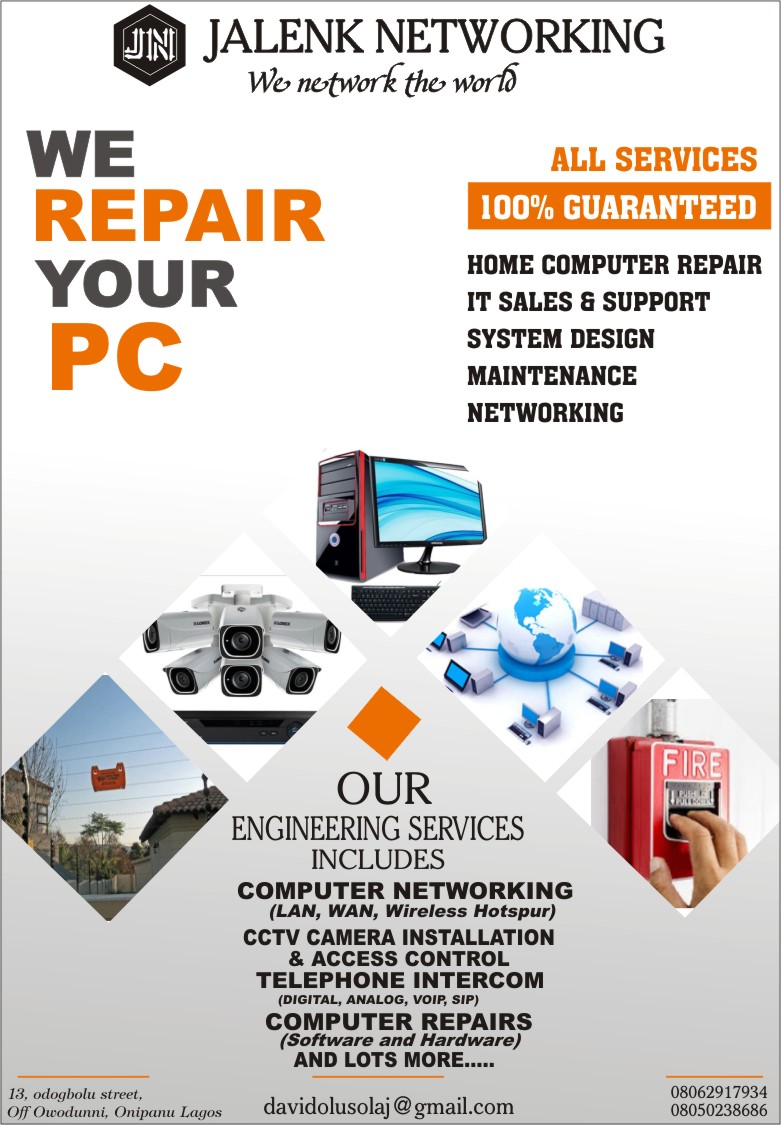 JNI
JALENK NETWORKING
We network the world
WE
REPAIR
YOUR
PC
ALL SERVICES
100% GUARANTEED
HOME COMPUTER REPAIR
IT SALES & SUPPORT
SYSTEM DESIGN
MAINTENANCE
NETWORKING
FIRE
OUR
ENGINEERING SERVICES
INCLUDES
COMPUTER NETWORKING
(LAN, WAN, Wireless Hotspur)
CCTV CAMERA INSTALLATION
& ACCESS CONTROL
TELEPHONE INTERCOM
(DIGITAL, ANALOG, VOIP, SIP)
COMPUTER REPAIRS
(Software and Hardware)
AND LOTS MORE.....
13, odogbolu street,
Off Owodunni, Onipanu Lagos
davidolusolaj@gmail.com
08062917934
08050238686